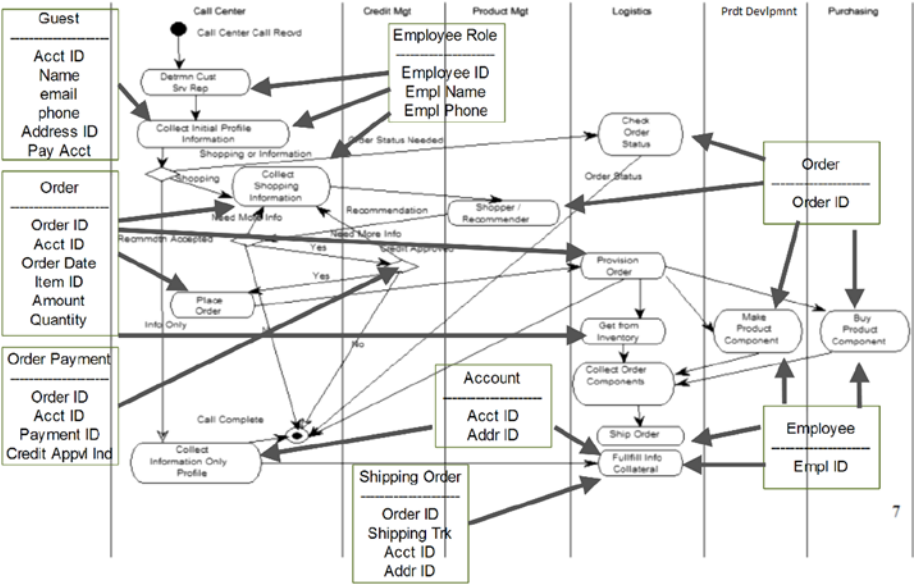 Guest
Acct ID
Name
email
phone
Address ID
Pay Acct
Order
Order ID
Acct ID
Order Date
Item ID
Amount
Quantity
Order Payment
Order ID
Acct ID
Payment ID
Credit Appvl Ind
Call Center
Call Center Call Recvd
Detrmn Cust
Srv Rep
Collect Initial Profile
Information
Shopping or Information
Shopping
Collect
Shopping
Information
Need More Info
Recmmdtn Accepted
Yes
Yes
Place
Order
Info Only
No
Call Complete
Collect
Information Only
Profile
Credit Mgt
Employee Role
Employee ID
Empl Name
Empl Phone
Order Status Needed
Recommendation
Need More Info
Credit Approved
Product Mgt
Shopper /
Recommender
Account
Acct ID
Addr ID
Shipping Order
Order ID
Shipping Trk
Acct ID
Addr ID
Logistics
Check
Order
Status
Order Status
Provision
Order
Get from
Inventory
Collect Order
Components
Ship Order
Fullfill Info
Collateral
Prdt Devlpmnt
Make
Product
Component
Purchasing
Buy
Product
Component
Order
Order ID
Employee
Empl ID
7